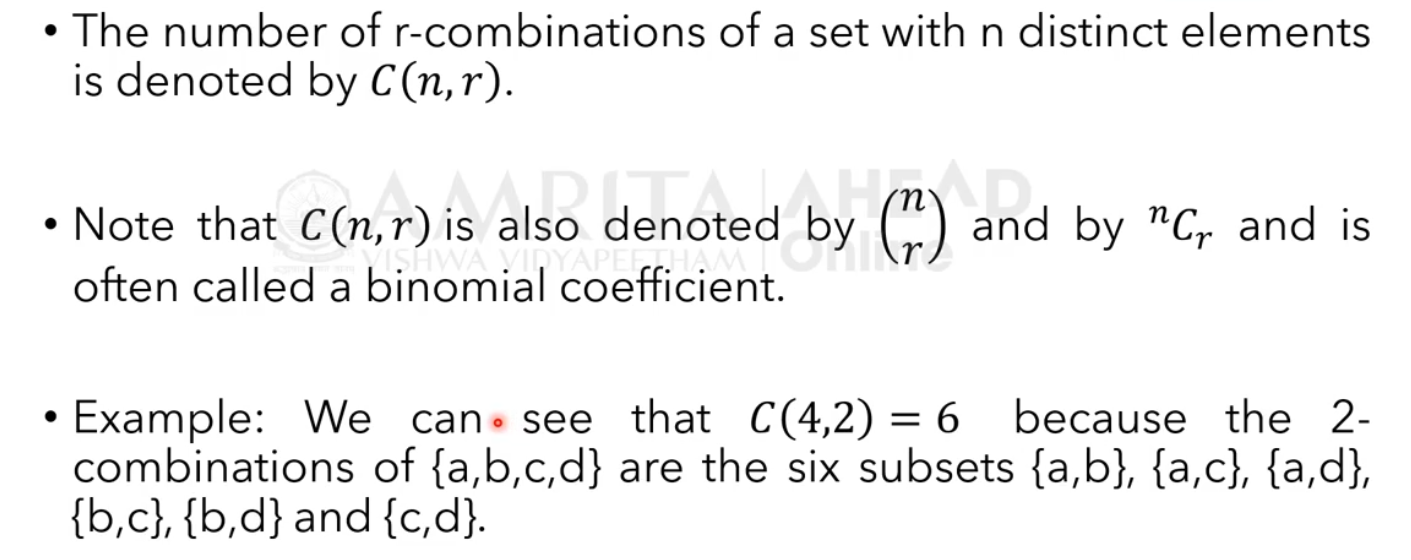 • The number of r-combinations of a set with n distinct elements
is denoted by C(n,r).
AMRITA AHEAD
VISHWA VIDYAPEETHAM Online
• Note that C(n,r) is also denoted by (n r) and by ⁿCᵣ and is
often called a binomial coefficient.
• Example: We can see that C(4,2) = 6 because the 2-
combinations of {a,b,c,d} are the six subsets {a,b}, {a,c}, {a,d},
{b,c}, {b,d} and {c,d}.